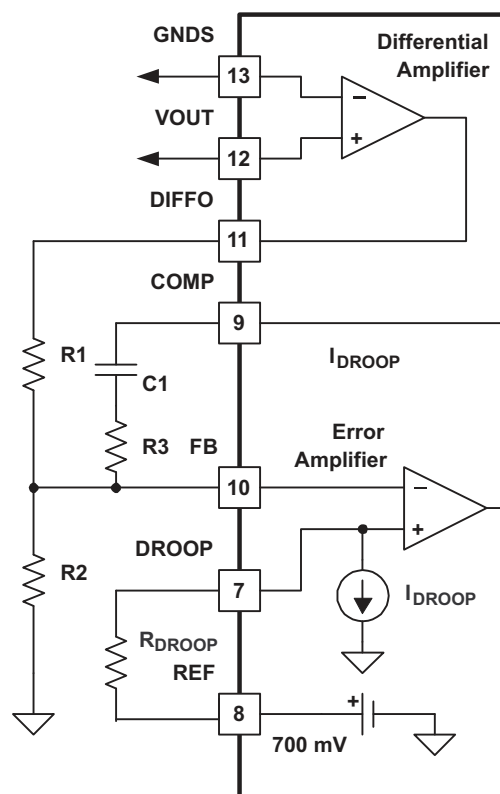 GNDS
Differential
Amplifier
13
−
VOUT
+
12
DIFFO
11
COMP
9
R1
IDROOP
C1
R3
FB
Error
Amplifier
10
−
+
DROOP
R2
7
IDROOP
RDROOP
REF
8
+
700 mV